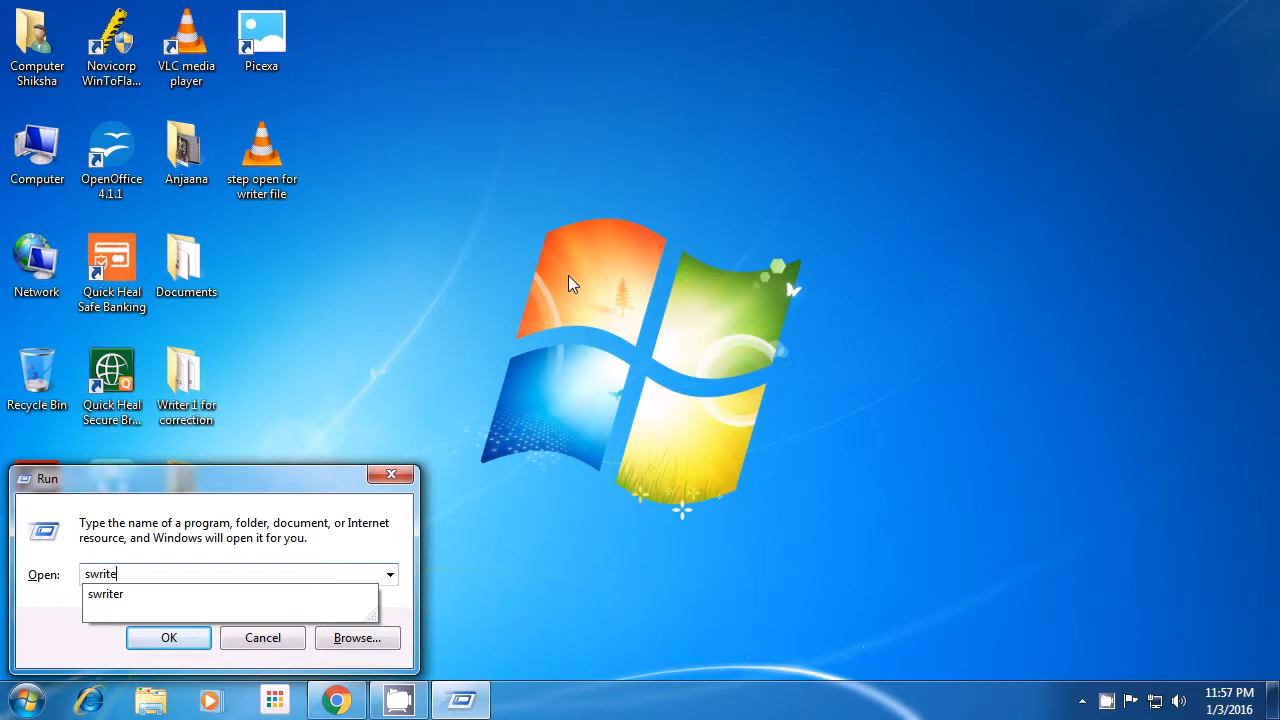 Computer
Shiksha
Novicorp
WinToFla...
VLC media
player
Picexa
Computer
OpenOffice
4.1.1
Anjaana
step open for
writer file
Network
Quick Heal
Safe Banking
Documents
Recycle Bin
Quick Heal
Secure Br...
Writer 1 for
correction
Run
Type the name of a program, folder, document, or Internet
resource, and Windows will open it for you.
Open:
swrite
swriter
OK
Cancel
Browse...
11:57 PM
1/3/2016